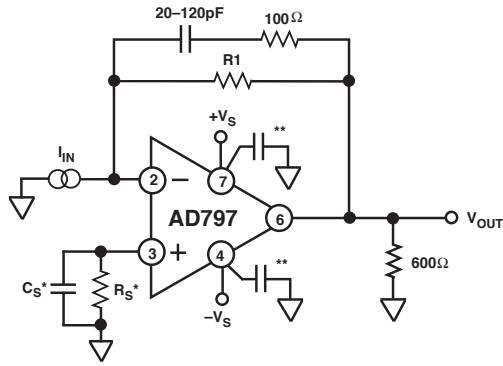 20–120pF
100Ω
R1
+VS
**
IIN
2
–
7
AD797
6
VOUT
3
+
4
**
600Ω
CS*
RS*
–VS